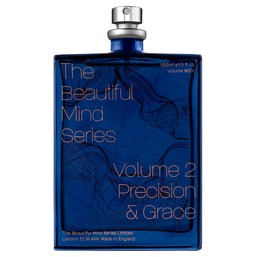 The
Beautiful
Mind
Series
Volume 2
Precision
& Grace
The Beautiful Mind Series Limited
London EC1R 4RK Made in England